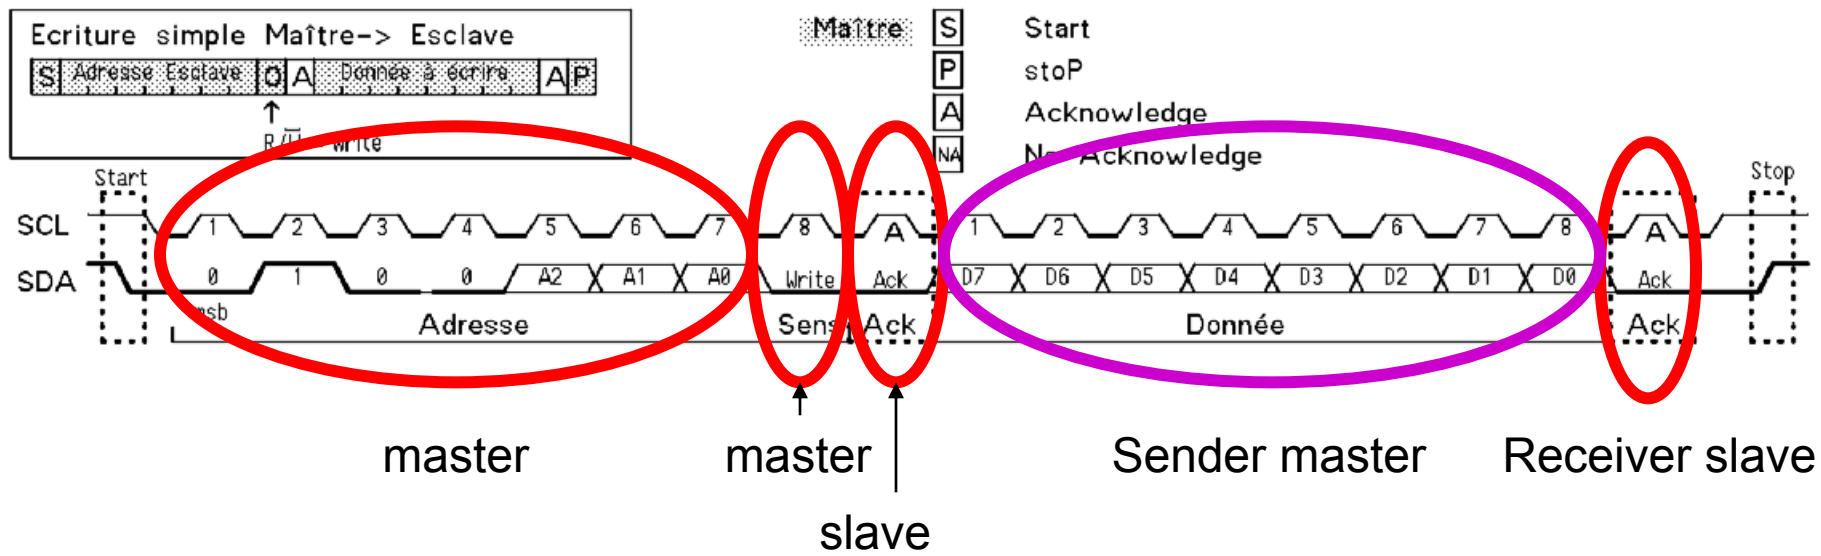 Ecriture simple Maître-> Esclave
S Adresse Esclave 0 A Donnée à écrire A P
Write
Maître S Start
P stoP
A Acknowledge
NA Acknowledge
Start
Stop
SCL 1 2 3 4 5 6 7 8 A 1 2 3 4 5 6 7 8 A
SDA 0 1 0 0 A2 A1 A0 Write Ack D7 D6 D5 D4 D3 D2 D1 D0 Ack
msb
Adresse Sens Ack Donnée Ack
master master Sender master Receiver slave
slave